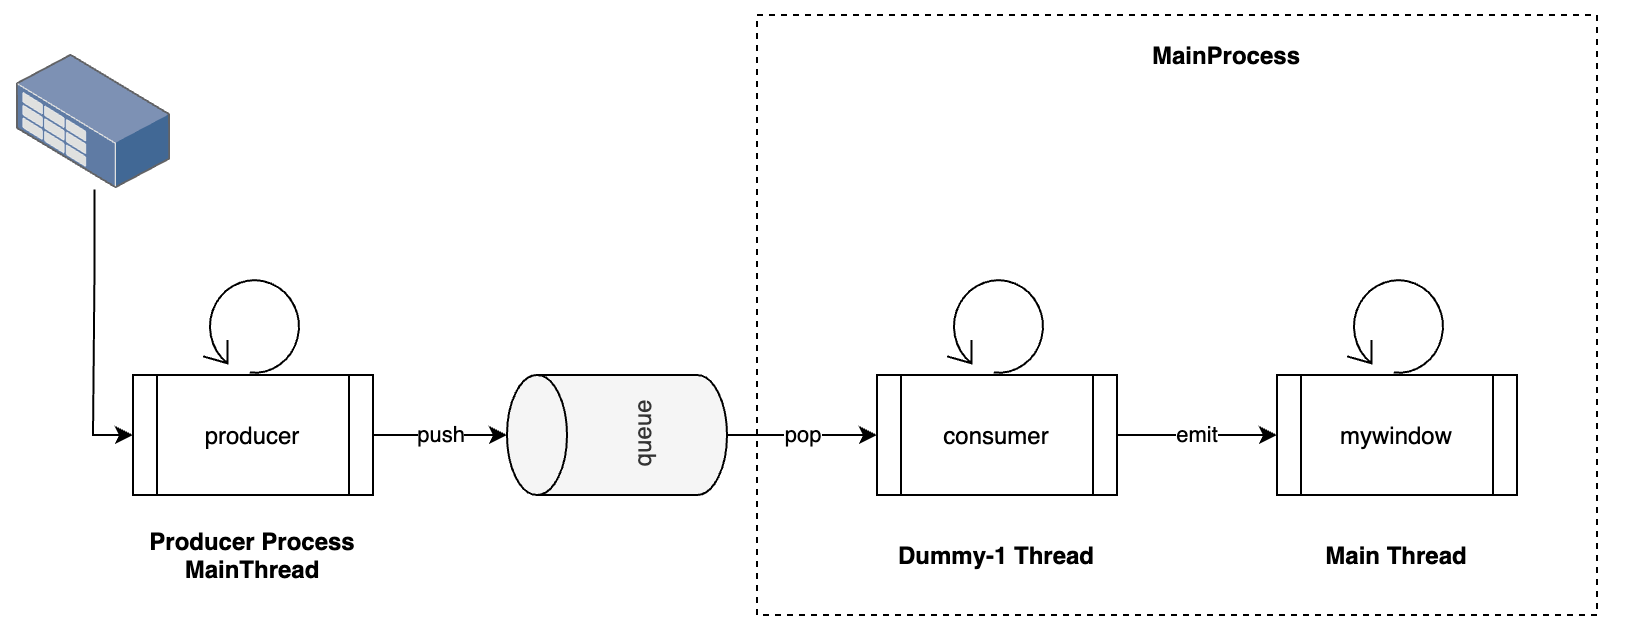 MainProcess
producer
push
queue
pop
consumer
emit
mywindow
Producer Process
MainThread
Dummy-1 Thread
Main Thread